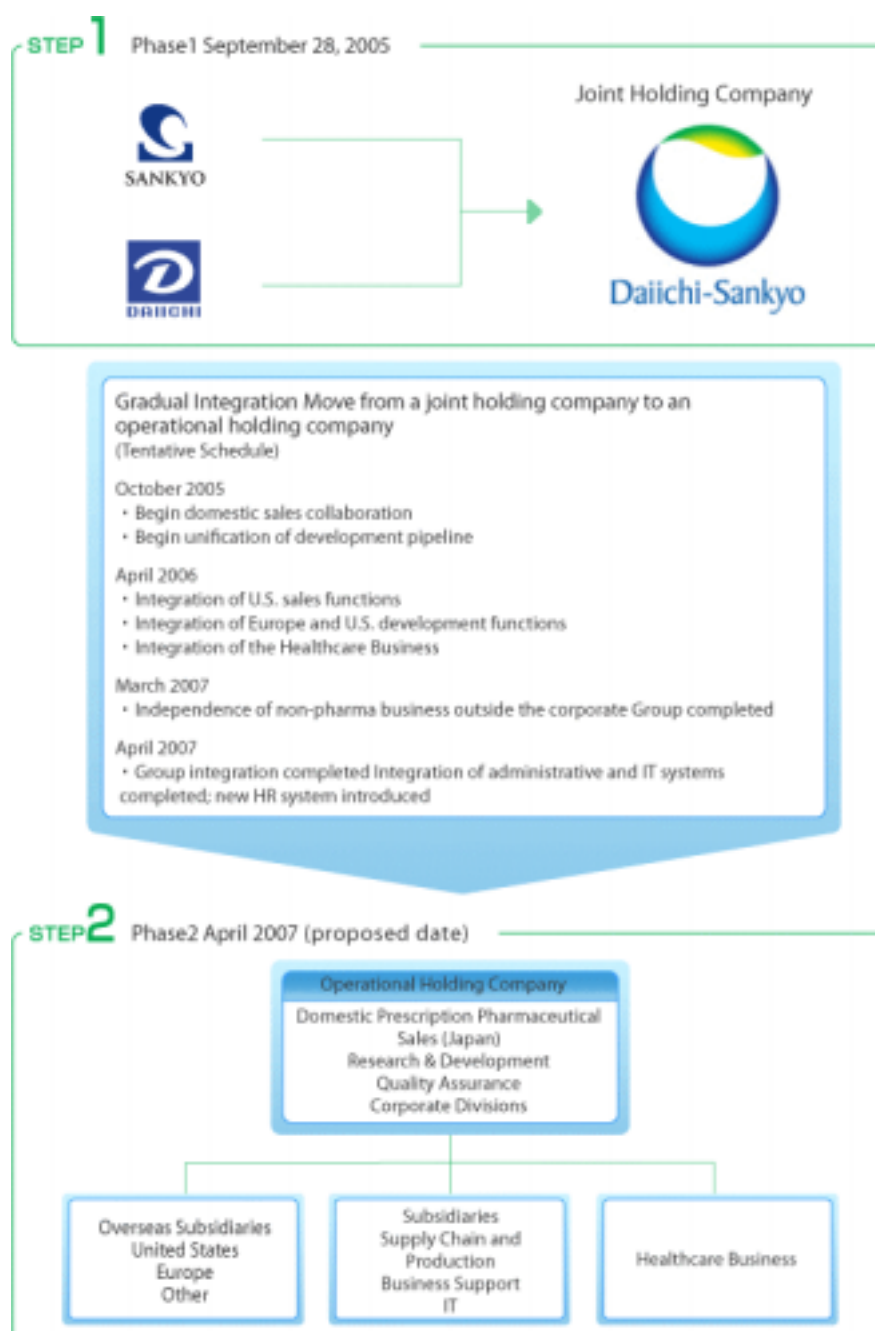 STEP 1 Phase1 September 28, 2005
Joint Holding Company
SANKYO
DAIICHI
Daiichi-Sankyo
Gradual Integration Move from a joint holding company to an
operational holding company
(Tentative Schedule)
October 2005
・Begin domestic sales collaboration
・Begin unification of development pipeline
April 2006
・Integration of U.S. sales functions
・Integration of Europe and U.S. development functions
・Integration of the Healthcare Business
March 2007
・Independence of non-pharma business outside the corporate Group completed
April 2007
・Group integration completed Integration of administrative and IT systems
completed; new HR system introduced
STEP 2 Phase2 April 2007 (proposed date)
Operational Holding Company
Domestic Prescription Pharmaceutical
Sales (Japan)
Research & Development
Quality Assurance
Corporate Divisions
Overseas Subsidiaries
United States
Europe
Other
Subsidiaries
Supply Chain and
Production
Business Support
IT
Healthcare Business